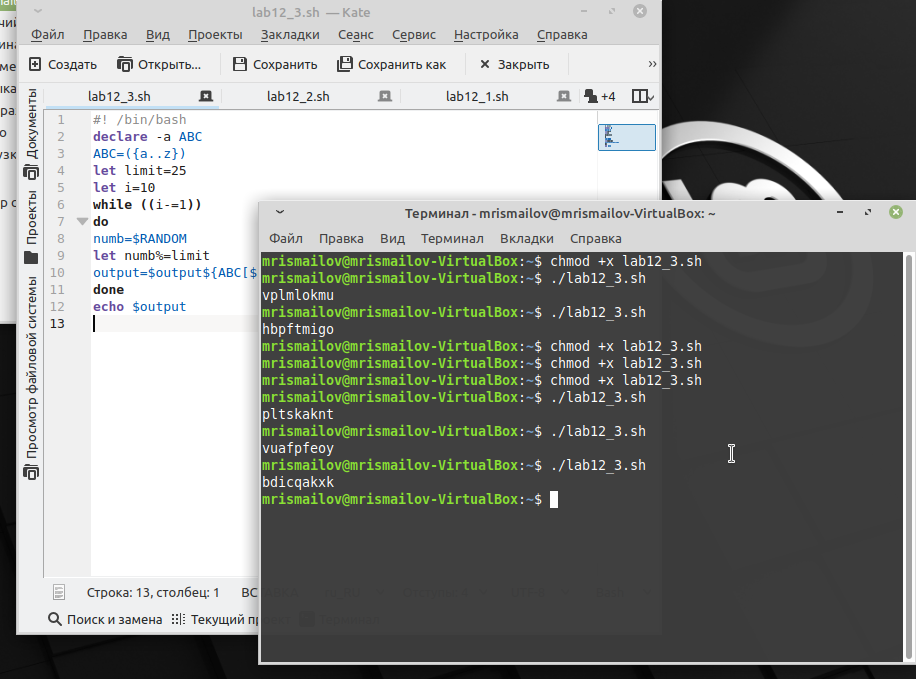 lab12_3.sh — Kate
Файл Правка Вид Проекты Закладки Сеанс Сервис Настройка Справка
Создать Открыть... Сохранить Сохранить как Закрыть »
lab12_3.sh lab12_2.sh lab12_1.sh +4
Документы
Проекты
Просмотр файловой системы
1 #! /bin/bash
2 declare -a ABC
3 ABC=({a..z})
4 let limit=25
5 let i=10
6 while ((i-=1))
7 do
8 numb=$RANDOM
9 let numb%=limit
10 output=$output${ABC[$
11 done
12 echo $output
13
Строка: 13, столбец: 1
Поиск и замена Текущий
Терминал - mrismailov@mrismailov-VirtualBox: ~
Файл Правка Вид Терминал Вкладки Справка
mrismailov@mrismailov-VirtualBox:~$ chmod +x lab12_3.sh
mrismailov@mrismailov-VirtualBox:~$ ./lab12_3.sh
vplmlokmu
mrismailov@mrismailov-VirtualBox:~$ ./lab12_3.sh
hbpftmigo
mrismailov@mrismailov-VirtualBox:~$ chmod +x lab12_3.sh
mrismailov@mrismailov-VirtualBox:~$ chmod +x lab12_3.sh
mrismailov@mrismailov-VirtualBox:~$ chmod +x lab12_3.sh
mrismailov@mrismailov-VirtualBox:~$ ./lab12_3.sh
pltskaknt
mrismailov@mrismailov-VirtualBox:~$ ./lab12_3.sh
vuafpfeoy
mrismailov@mrismailov-VirtualBox:~$ ./lab12_3.sh
bdicqakxk
mrismailov@mrismailov-VirtualBox:~$